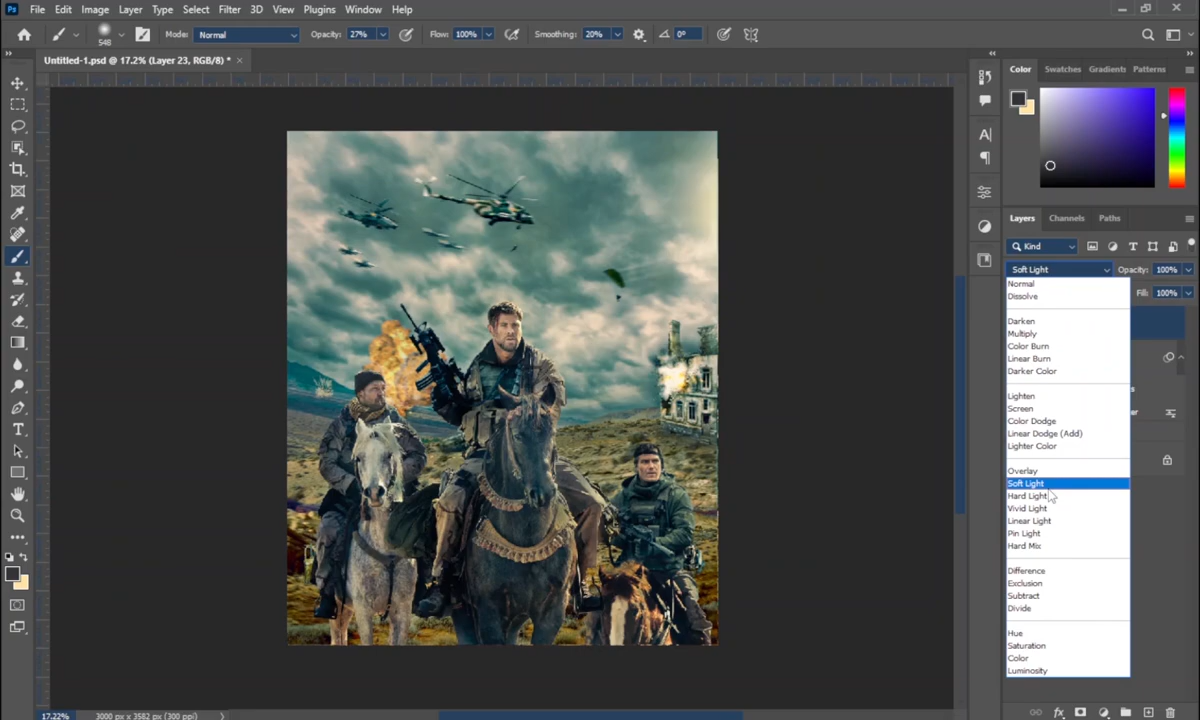 Ps File Edit Image Layer Type Select Filter 3D View Plugins Window Help
548 Mode: Normal Opacity: 27% Flow: 100% Smoothing: 20% 0°
Untitled-1.psd @ 17.2% (Layer 23, RGB/8) * ×
Color Swatches Gradients Patterns
Layers Channels Paths
Kind
Soft Light Opacity: 100%
Fill: 100%
Normal
Dissolve
Darken
Multiply
Color Burn
Linear Burn
Darker Color
Lighten
Screen
Color Dodge
Linear Dodge (Add)
Lighter Color
Overlay
Soft Light
Hard Light
Vivid Light
Linear Light
Pin Light
Hard Mix
Difference
Exclusion
Subtract
Divide
Hue
Saturation
Color
Luminosity
17.22% 3000 px x 3582 px (300 ppi)